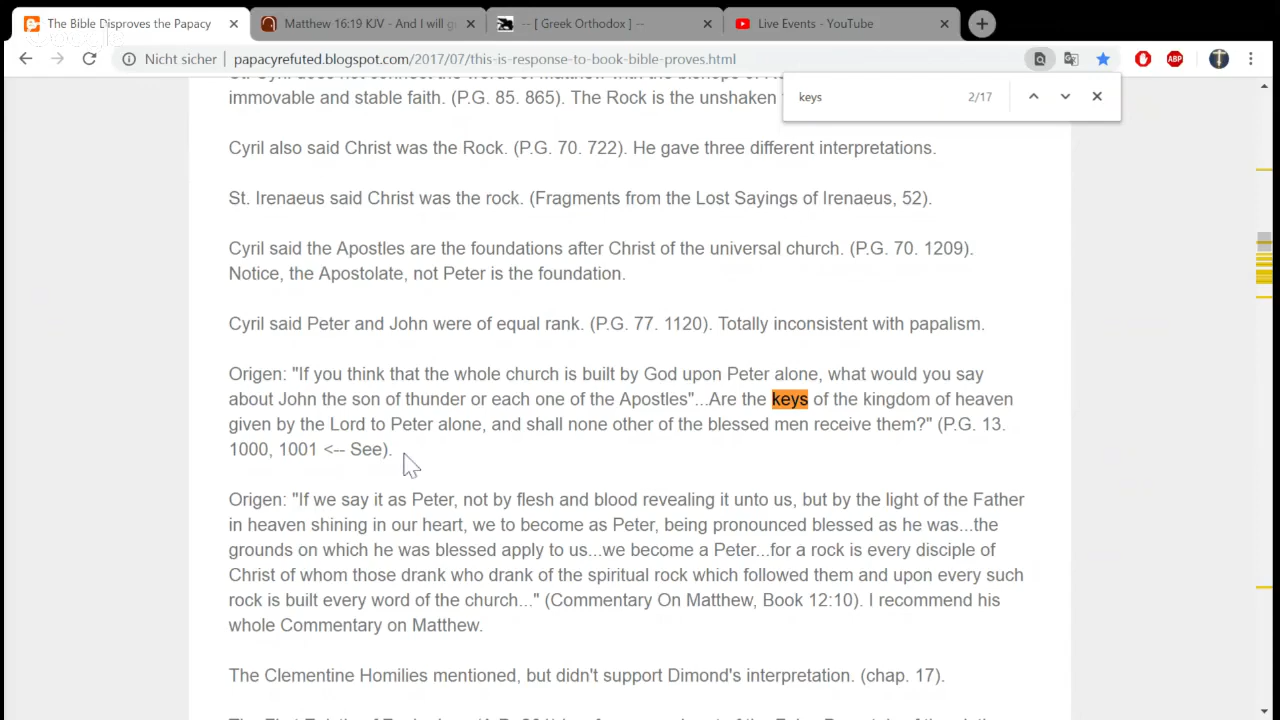 The Bible Disproves the Papacy
Matthew 16:19 KJV - And I will g
-- [ Greek Orthodox ] --
Live Events - YouTube
Nicht sicher
papacyrefuted.blogspot.com/2017/07/this-is-response-to-book-bible-proves.html
keys
2/17
immovable and stable faith. (P.G. 85. 865). The Rock is the unshaken
Cyril also said Christ was the Rock. (P.G. 70. 722). He gave three different interpretations.
St. Irenaeus said Christ was the rock. (Fragments from the Lost Sayings of Irenaeus, 52).
Cyril said the Apostles are the foundations after Christ of the universal church. (P.G. 70. 1209).
Notice, the Apostolate, not Peter is the foundation.
Cyril said Peter and John were of equal rank. (P.G. 77. 1120). Totally inconsistent with papalism.
Origen: "If you think that the whole church is built by God upon Peter alone, what would you say
about John the son of thunder or each one of the Apostles"...Are the keys of the kingdom of heaven
given by the Lord to Peter alone, and shall none other of the blessed men receive them?" (P.G. 13.
1000, 1001 <-- See).
Origen: "If we say it as Peter, not by flesh and blood revealing it unto us, but by the light of the Father
in heaven shining in our heart, we to become as Peter, being pronounced blessed as he was...the
grounds on which he was blessed apply to us...we become a Peter...for a rock is every disciple of
Christ of whom those drank who drank of the spiritual rock which followed them and upon every such
rock is built every word of the church..." (Commentary On Matthew, Book 12:10). I recommend his
whole Commentary on Matthew.
The Clementine Homilies mentioned, but didn't support Dimond's interpretation. (chap. 17).